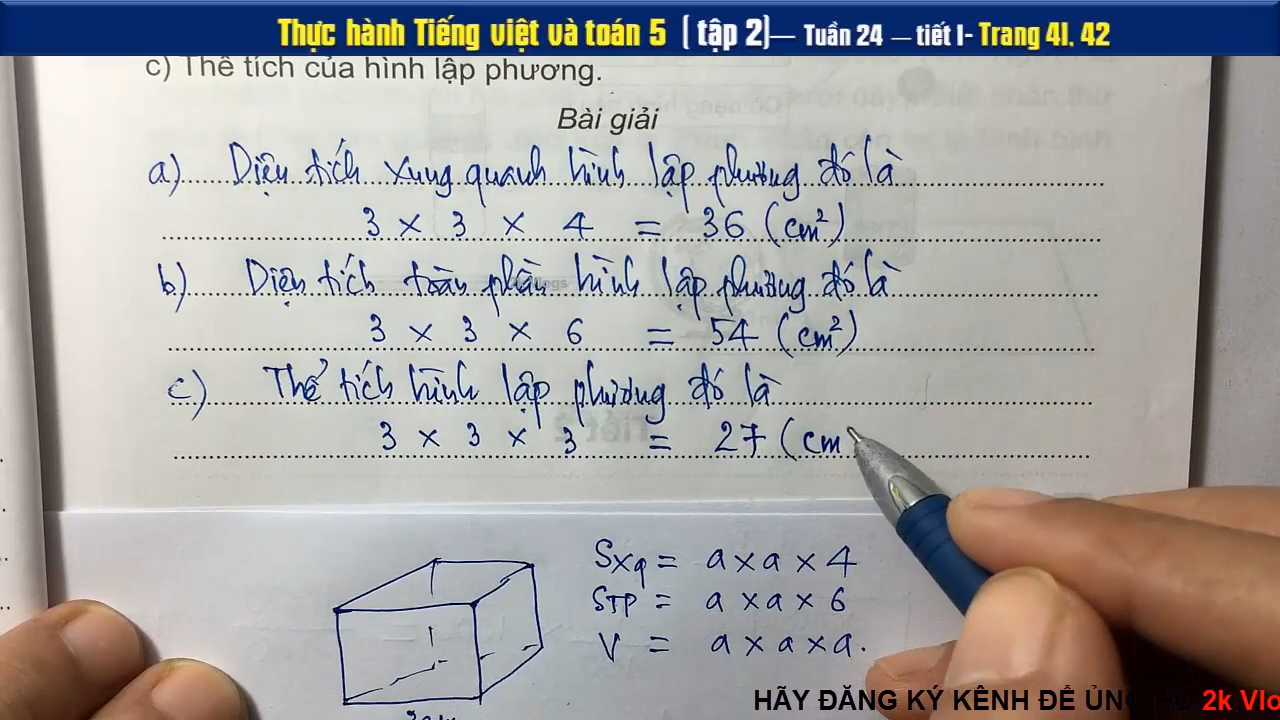 Thực hành Tiếng việt và toán 5 ( tập 2)— Tuần 24 — tiết 1- Trang 41, 42
c) Thể tích của hình lập phương.
Bài giải
a) Diện tích xung quanh hình lập phương đó là
3 × 3 × 4 = 36 (cm²)
b) Diện tích toàn phần hình lập phương đó là
3 × 3 × 6 = 54 (cm²)
c) Thể tích hình lập phương đó là
3 × 3 × 3 = 27 (cm
Sxq = a × a × 4
STP = a × a × 6
V = a × a × a.
HÃY ĐĂNG KÝ KÊNH ĐỂ 2k Vlo